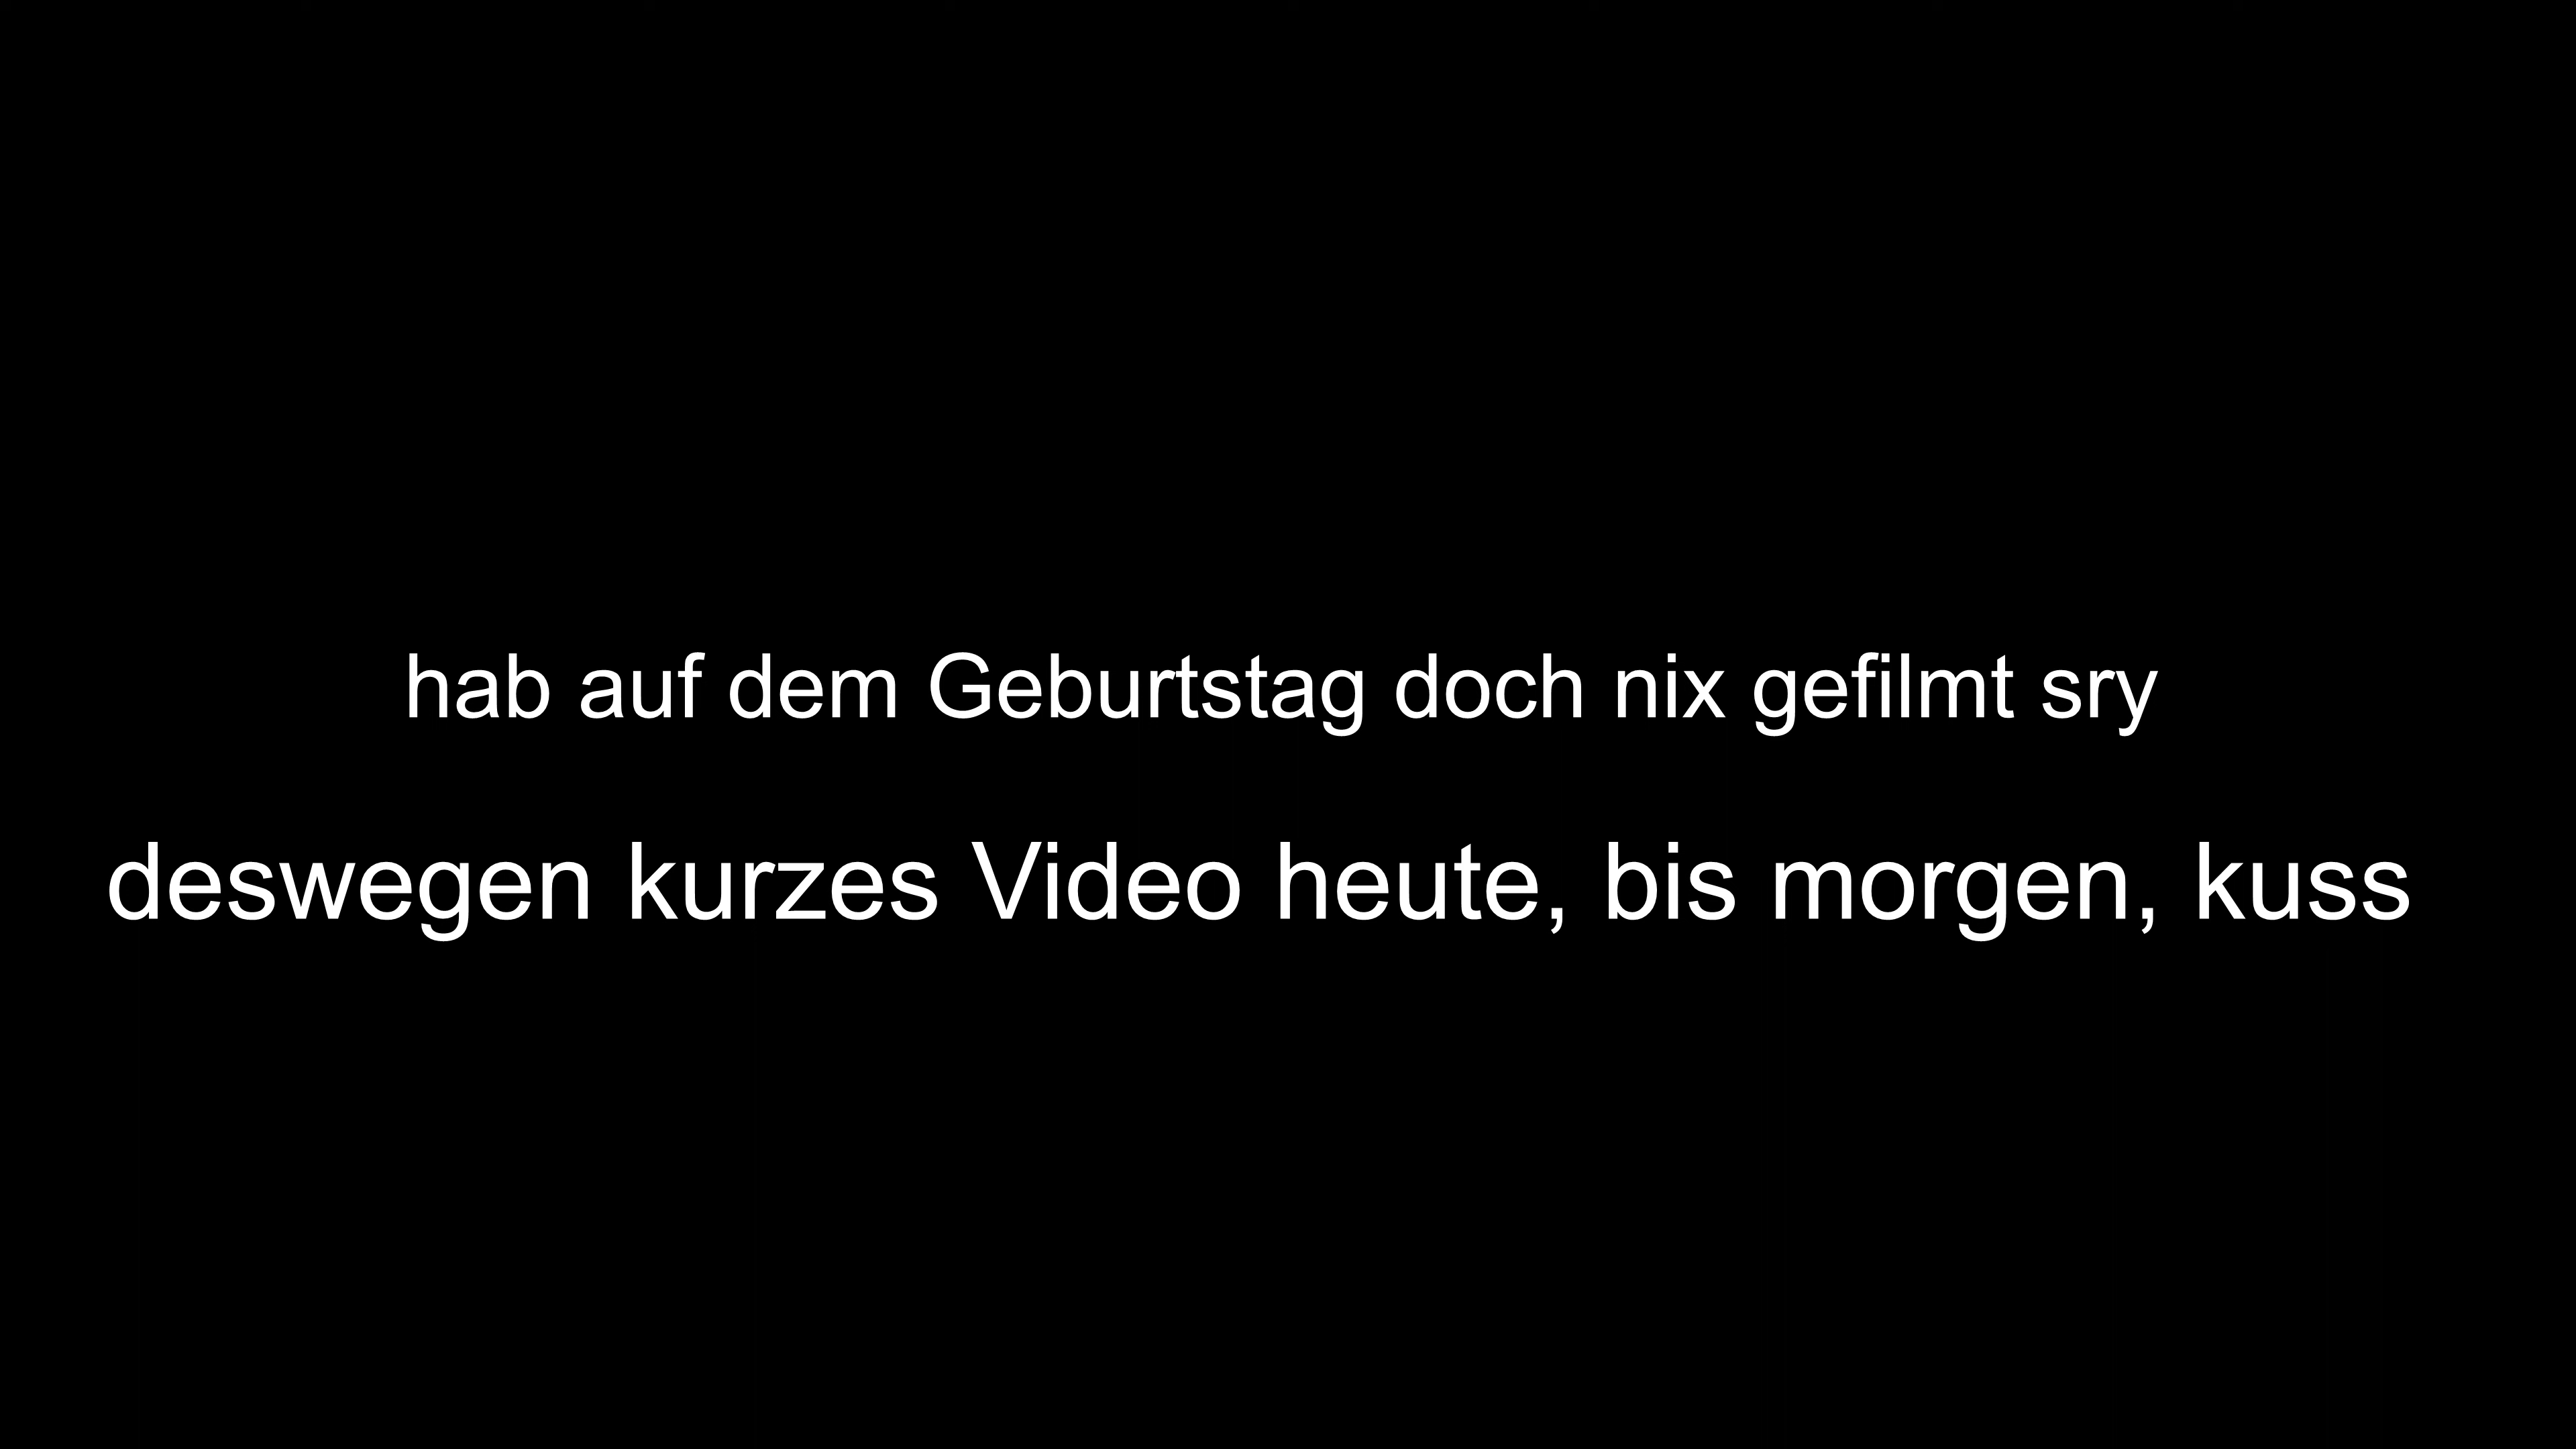 hab auf dem Geburtstag doch nix gefilmt sry
deswegen kurzes Video heute, bis morgen, kuss